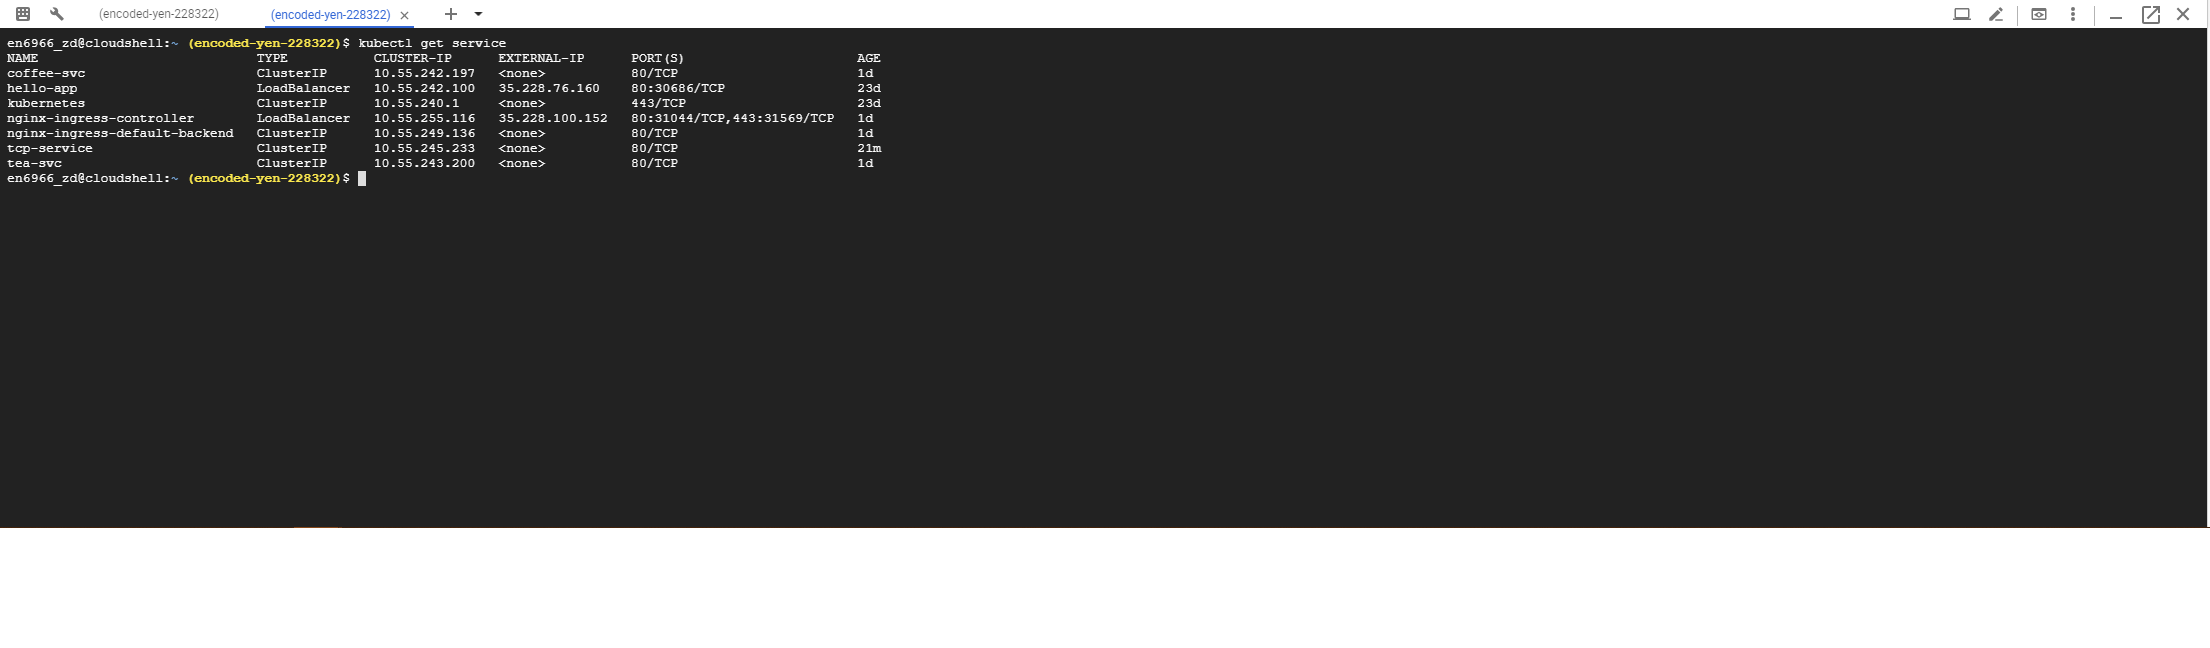 (encoded-yen-228322) (encoded-yen-228322)
en6966_zd@cloudshell:~ (encoded-yen-228322)$ kubectl get service
NAME TYPE CLUSTER-IP EXTERNAL-IP PORT(S) AGE
coffee-svc ClusterIP 10.55.242.197 <none> 80/TCP 1d
hello-app LoadBalancer 10.55.242.100 35.228.76.160 80:30686/TCP 23d
kubernetes ClusterIP 10.55.240.1 <none> 443/TCP 23d
nginx-ingress-controller LoadBalancer 10.55.255.116 35.228.100.152 80:31044/TCP,443:31569/TCP 1d
nginx-ingress-default-backend ClusterIP 10.55.249.136 <none> 80/TCP 1d
tcp-service ClusterIP 10.55.245.233 <none> 80/TCP 21m
tea-svc ClusterIP 10.55.243.200 <none> 80/TCP 1d
en6966_zd@cloudshell:~ (encoded-yen-228322)$